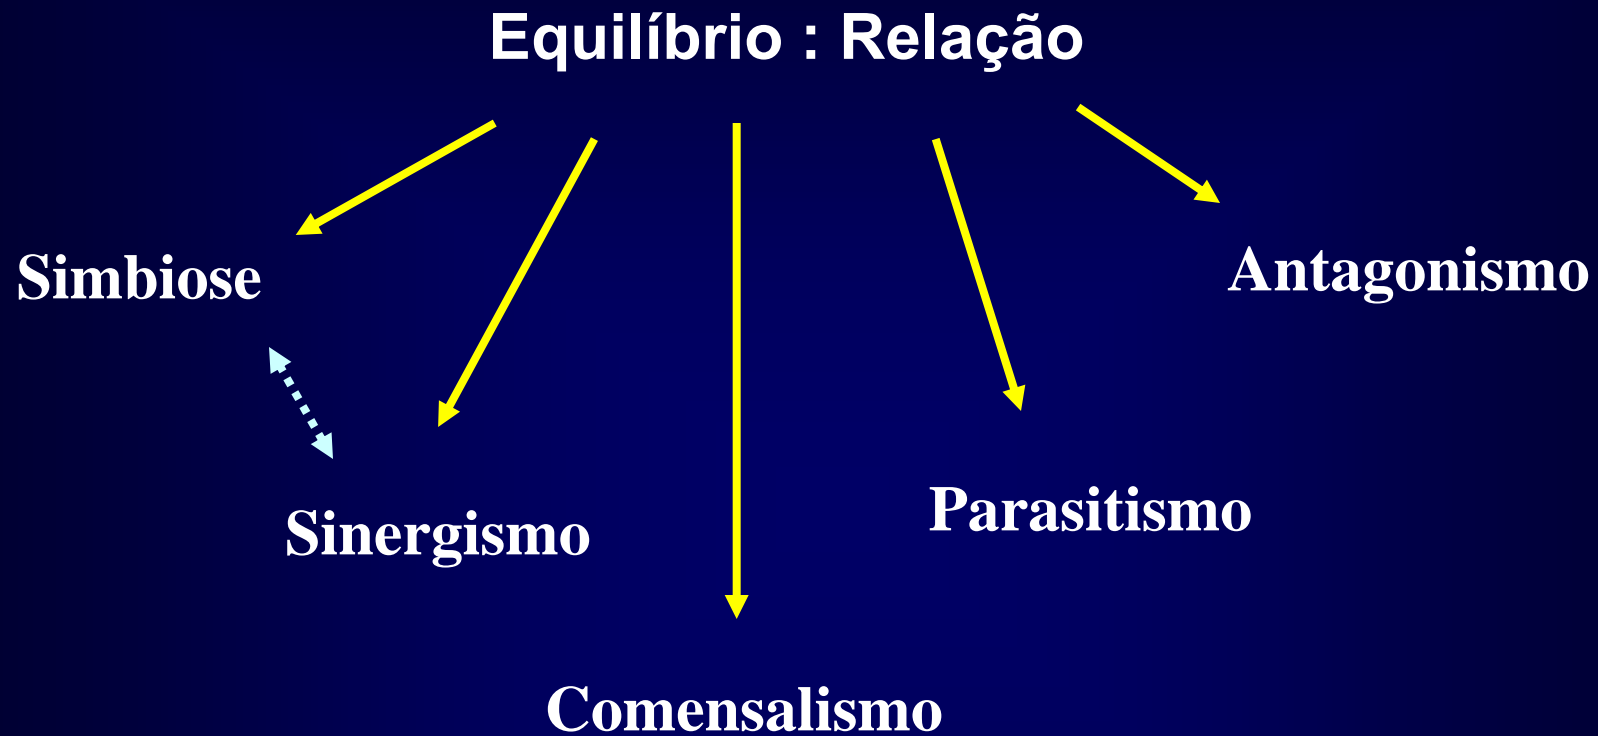 Equilíbrio : Relação
Simbiose
Antagonismo
Sinergismo
Parasitismo
Comensalismo